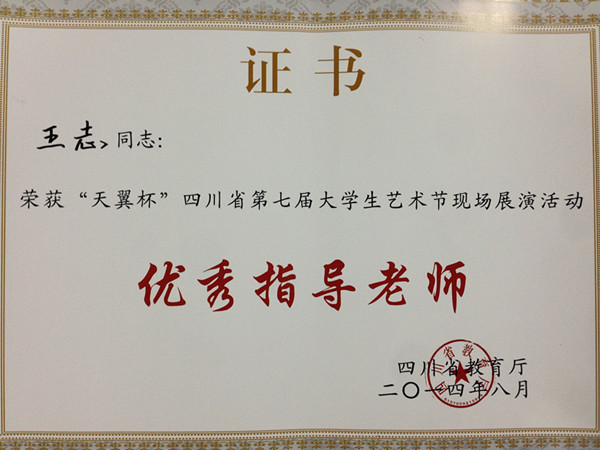 证书
王志同志：
荣获“天翼杯”四川省第七届大学生艺术节现场展演活动
优秀指导老师
四川省教育厅
二〇一四年八月